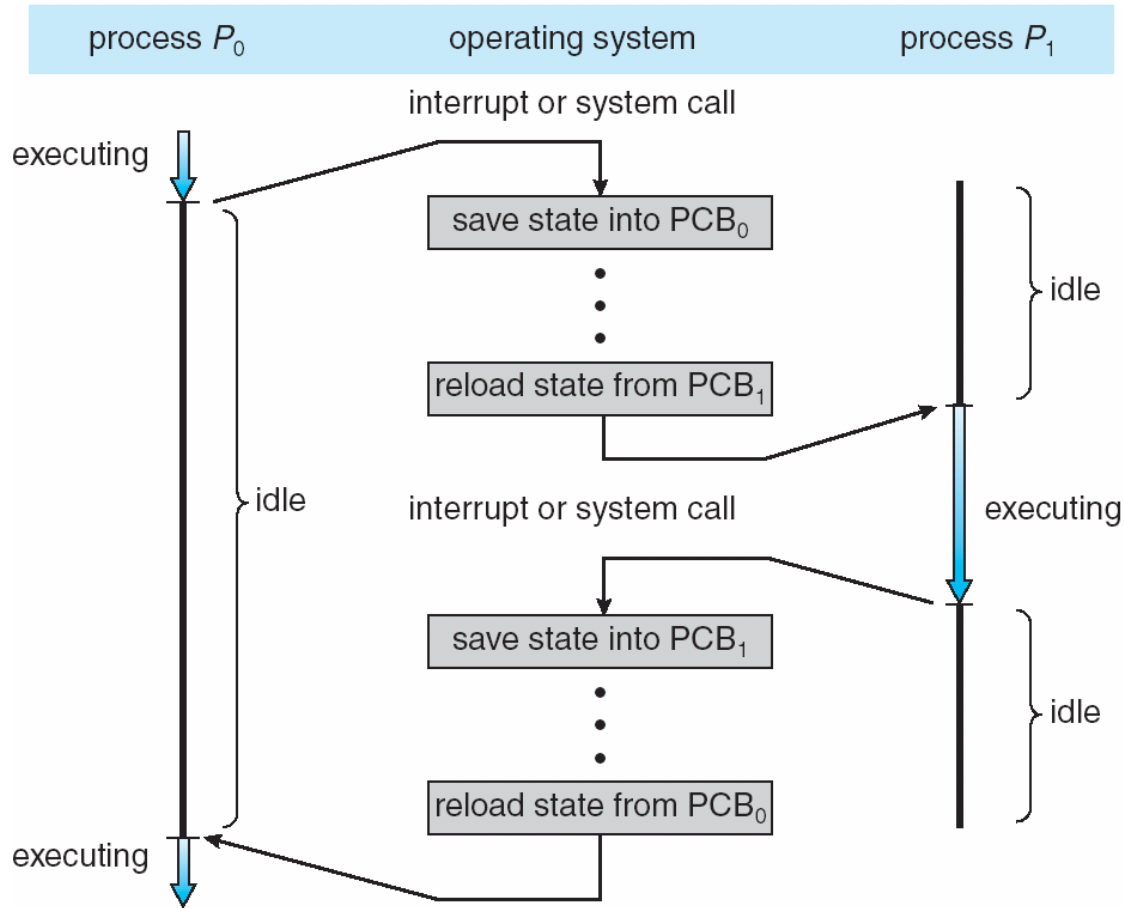 process P₀
operating system
process P₁
interrupt or system call
executing
save state into PCB₀
idle
reload state from PCB₁
idle
interrupt or system call
executing
save state into PCB₁
idle
reload state from PCB₀
executing